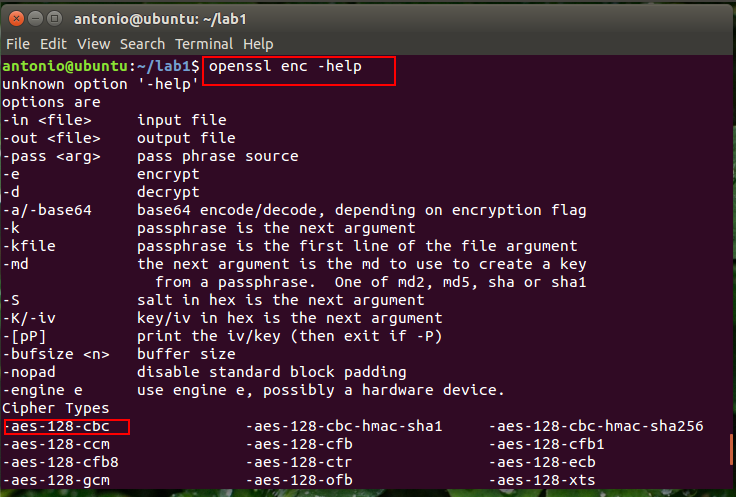 antonio@ubuntu: ~/lab1
File Edit View Search Terminal Help
antonio@ubuntu:~/lab1$ openssl enc -help
unknown option '-help'
options are
-in <file>     input file
-out <file>    output file
-pass <arg>    pass phrase source
-e             encrypt
-d             decrypt
-a/-base64     base64 encode/decode, depending on encryption flag
-k             passphrase is the next argument
-kfile         passphrase is the first line of the file argument
-md            the next argument is the md to use to create a key
                 from a passphrase.  One of md2, md5, sha or sha1
-S             salt in hex is the next argument
-K/-iv         key/iv in hex is the next argument
-[pP]          print the iv/key (then exit if -P)
-bufsize <n>   buffer size
-nopad         disable standard block padding
-engine e      use engine e, possibly a hardware device.
Cipher Types
-aes-128-cbc               -aes-128-cbc-hmac-sha1     -aes-128-cbc-hmac-sha256
-aes-128-ccm               -aes-128-cfb               -aes-128-cfb1
-aes-128-cfb8              -aes-128-ctr               -aes-128-ecb
-aes-128-gcm               -aes-128-ofb               -aes-128-xts